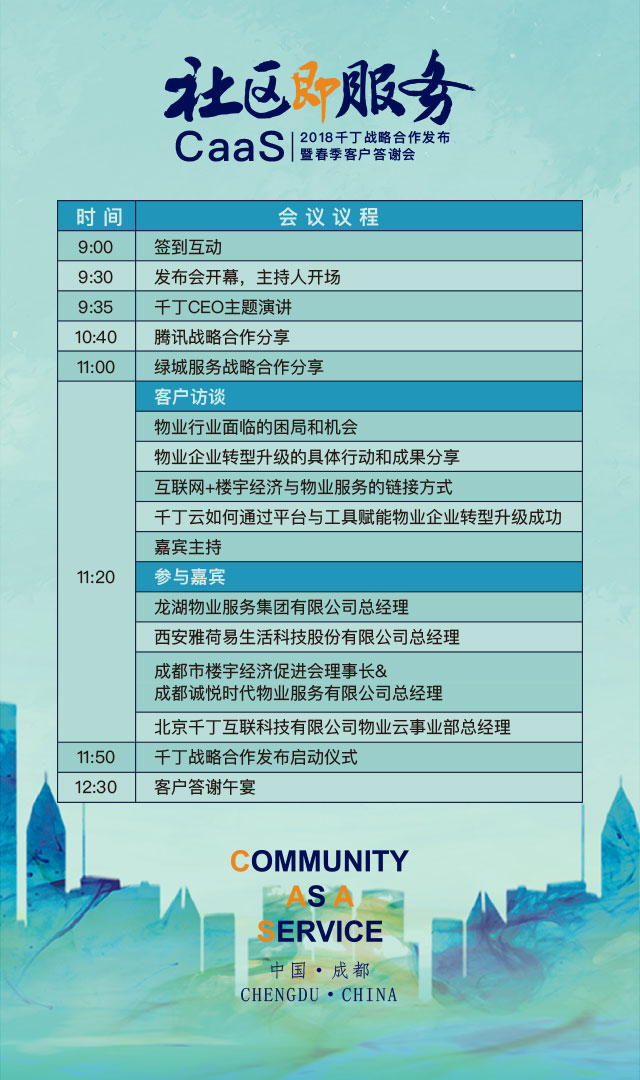 社区即服务
CaaS
2018千丁战略合作发布
暨春季客户答谢会
时间 会议议程
9:00 签到互动
9:30 发布会开幕，主持人开场
9:35 千丁CEO主题演讲
10:40 腾讯战略合作分享
11:00 绿城服务战略合作分享
客户访谈
物业行业面临的困局和机会
物业企业转型升级的具体行动和成果分享
互联网+楼宇经济与物业服务的链接方式
千丁云如何通过平台与工具赋能物业企业转型升级成功
嘉宾主持
11:20 参与嘉宾
龙湖物业服务集团有限公司总经理
西安雅荷易生活科技股份有限公司总经理
成都市楼宇经济促进会理事长&
成都诚悦时代物业服务有限公司总经理
北京千丁互联科技有限公司物业云事业部总经理
11:50 千丁战略合作发布启动仪式
12:30 客户答谢午宴
COMMUNITY
AS A
SERVICE
中国·成都
CHENGDU·CHINA